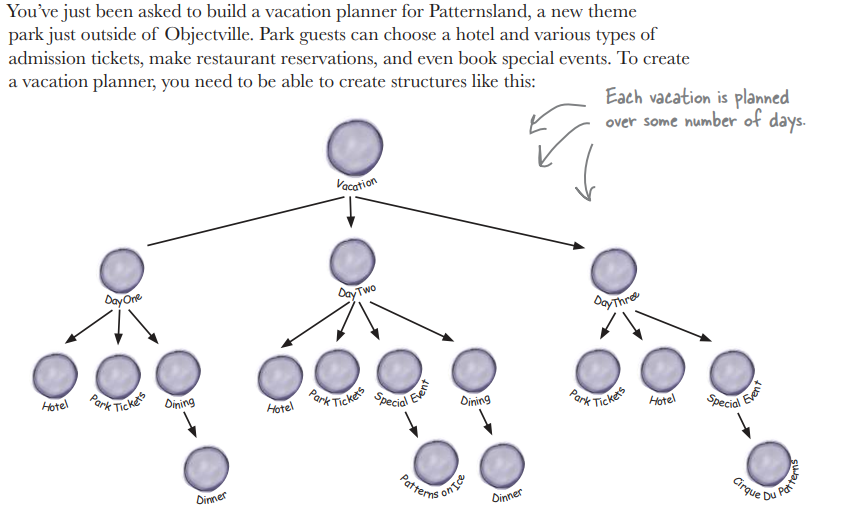 You’ve just been asked to build a vacation planner for Patternsland, a new theme
park just outside of Objectville. Park guests can choose a hotel and various types of
admission tickets, make restaurant reservations, and even book special events. To create
a vacation planner, you need to be able to create structures like this:
Each vacation is planned
over some number of days.
Vacation
DayOne
DayTwo
DayThree
Hotel
Park Tickets
Dining
Hotel
Park Tickets
Special Event
Dining
Park Tickets
Hotel
Special Event
Dinner
Patterns on Ice
Dinner
Cirque Du Patterns